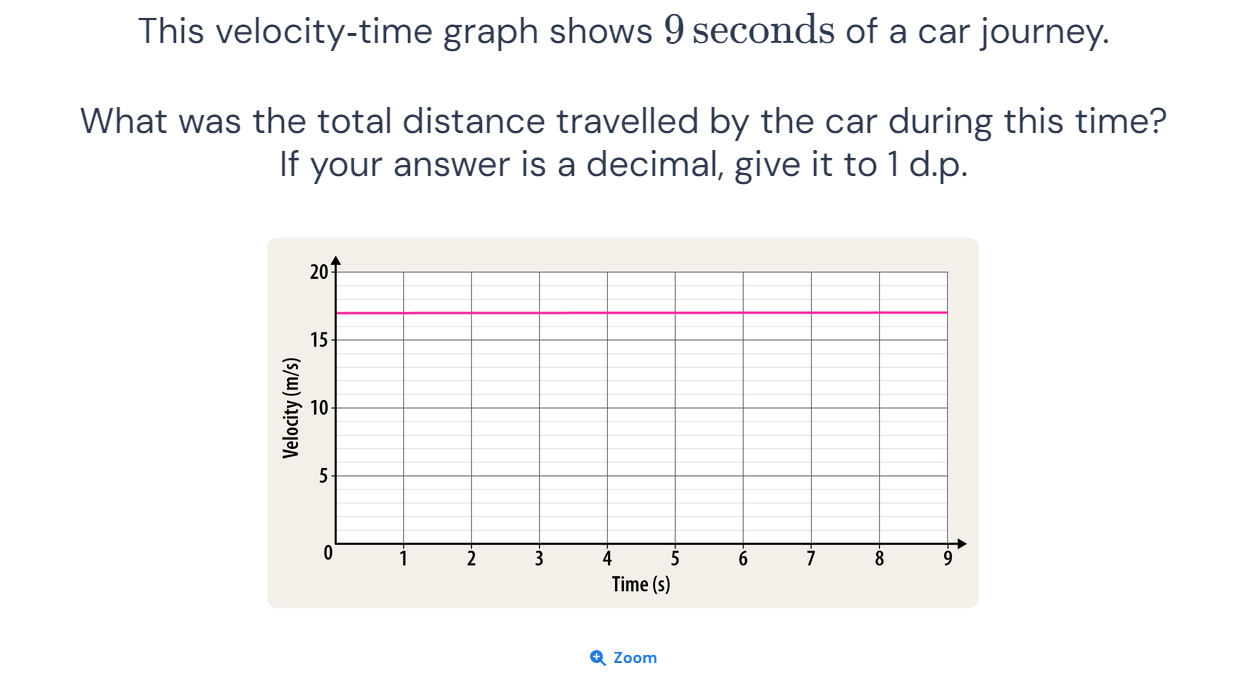 This velocity-time graph shows 9 seconds of a car journey.
What was the total distance travelled by the car during this time?
If your answer is a decimal, give it to 1 d.p.
20
15
10
5
0
Velocity (m/s)
1 2 3 4 5 6 7 8 9
Time (s)
Zoom